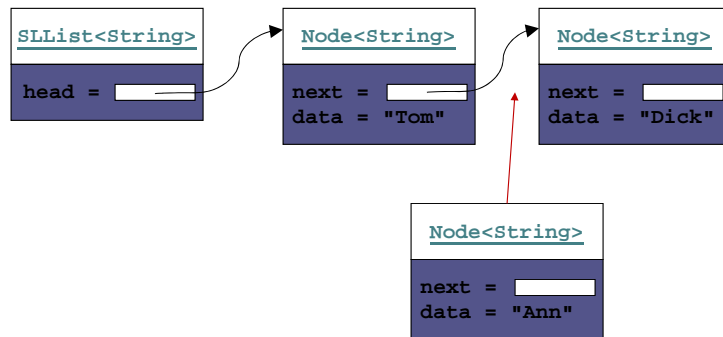 SLList<String>
head =
Node<String>
next =
data = "Tom"
Node<String>
next =
data = "Dick"
Node<String>
next =
data = "Ann"